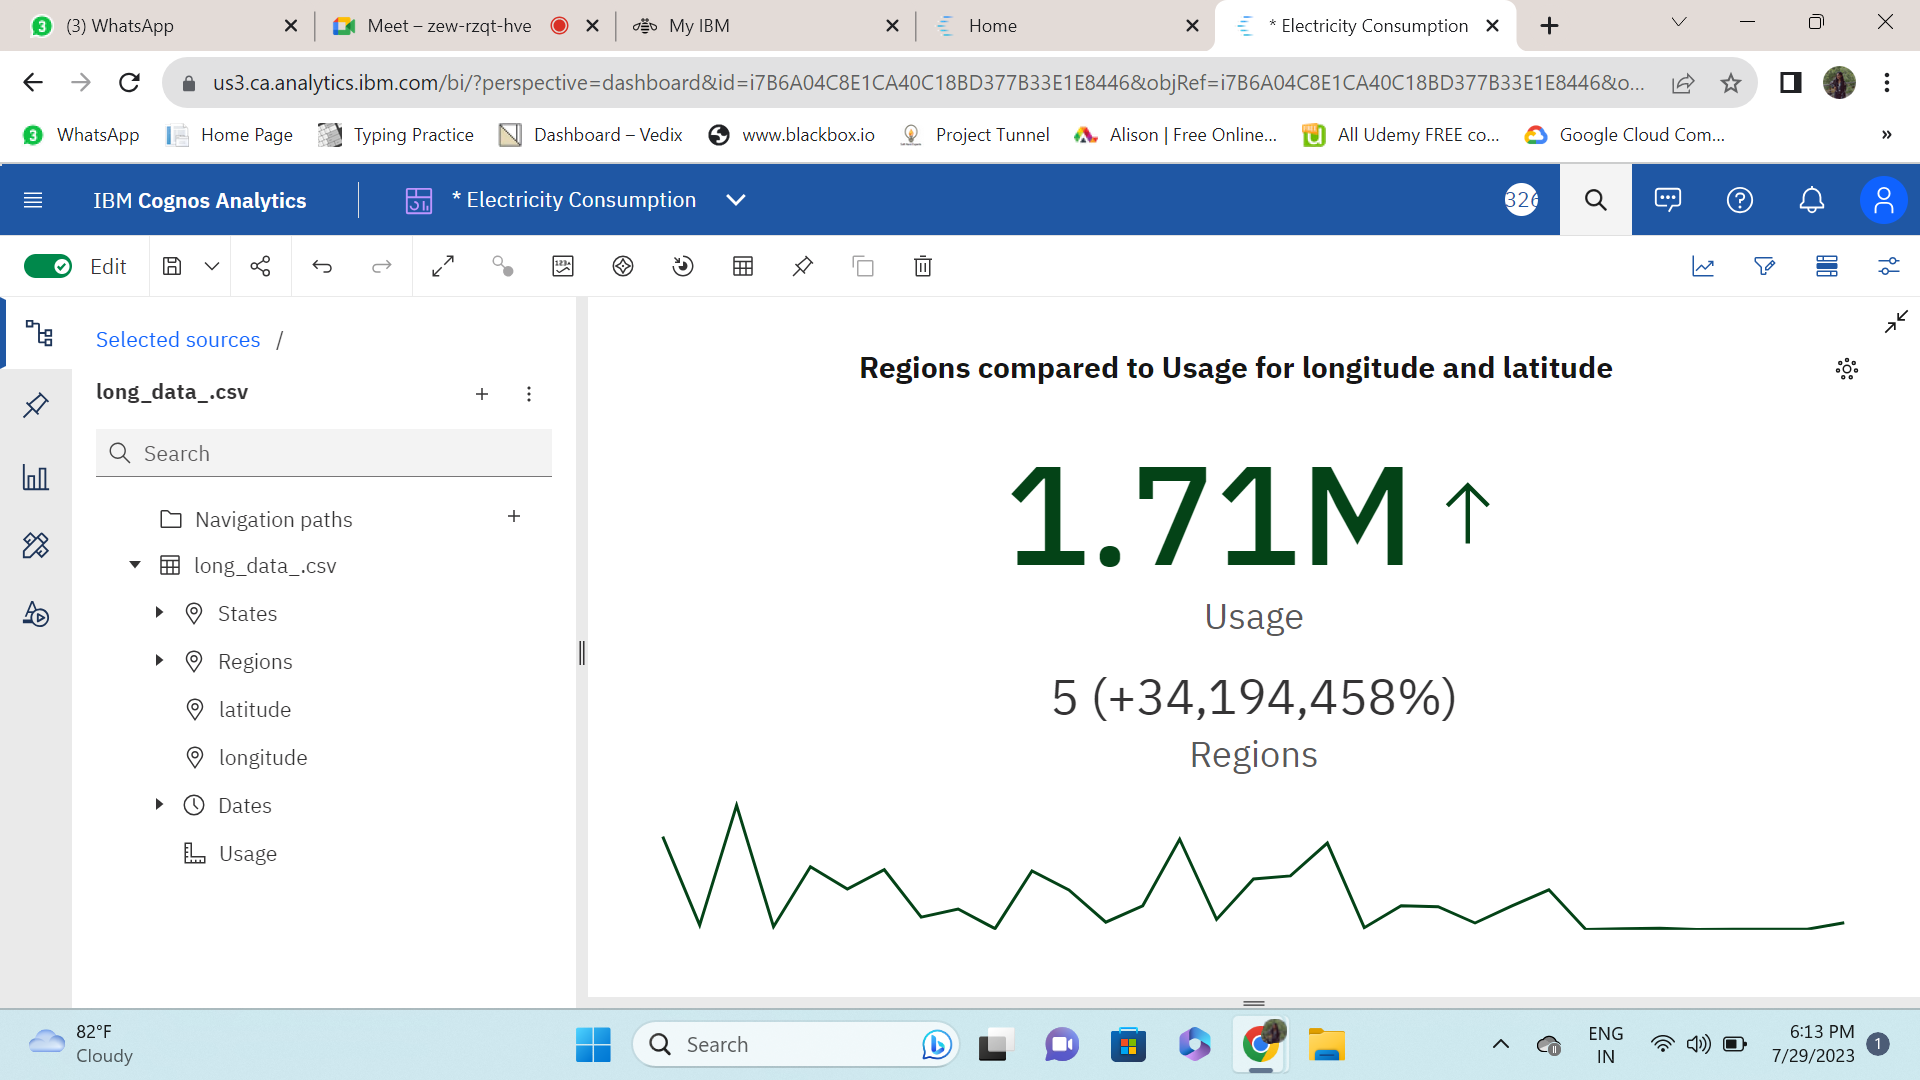 (3) WhatsApp
Meet – zew-rzqt-hve
My IBM
Home
* Electricity Consumption
us3.ca.analytics.ibm.com/bi/?perspective=dashboard&id=i7B6A04C8E1CA40C18BD377B33E1E8446&objRef=i7B6A04C8E1CA40C18BD377B33E1E8446&o...
WhatsApp
Home Page
Typing Practice
Dashboard – Vedix
www.blackbox.io
Project Tunnel
Alison | Free Online...
All Udemy FREE co...
Google Cloud Com...
»
IBM Cognos Analytics
* Electricity Consumption
326
Edit
Selected sources /
long_data_.csv
Search
Navigation paths
long_data_.csv
States
Regions
latitude
longitude
Dates
Usage
Regions compared to Usage for longitude and latitude
1.71M
Usage
5 (+34,194,458%)
Regions
82°F
Cloudy
Search
ENG
IN
6:13 PM
7/29/2023
1